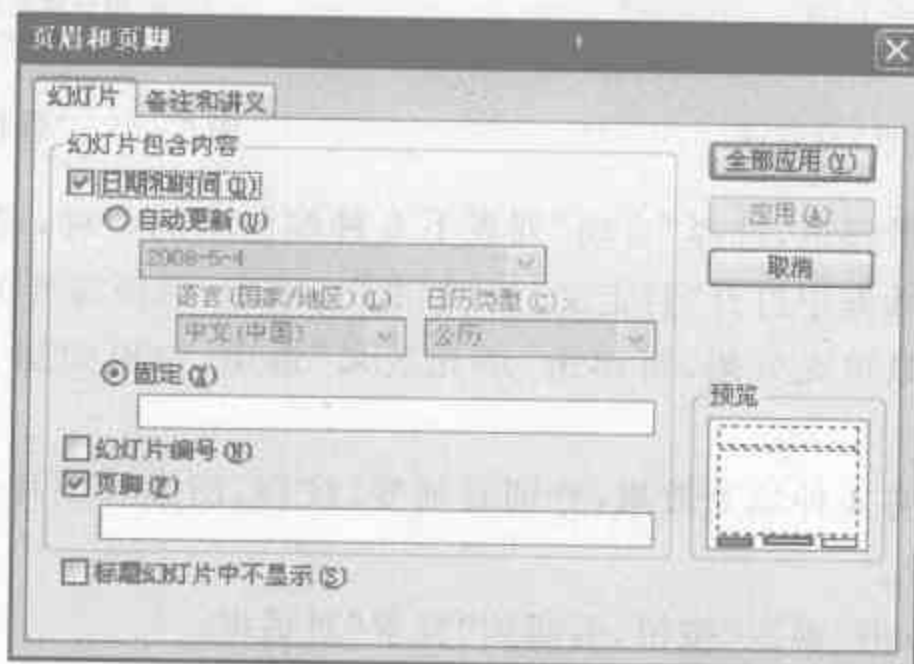 页眉和页脚
幻灯片 备注和讲义
幻灯片包含内容
日期和时间(D)
自动更新(U)
2008-5-4
语言(国家/地区)(L): 日历类型(C):
中文(中国) 公历
固定(X)
幻灯片编号(N)
页脚(F)
标题幻灯片中不显示(S)
全部应用(Y)
应用(A)
取消
预览